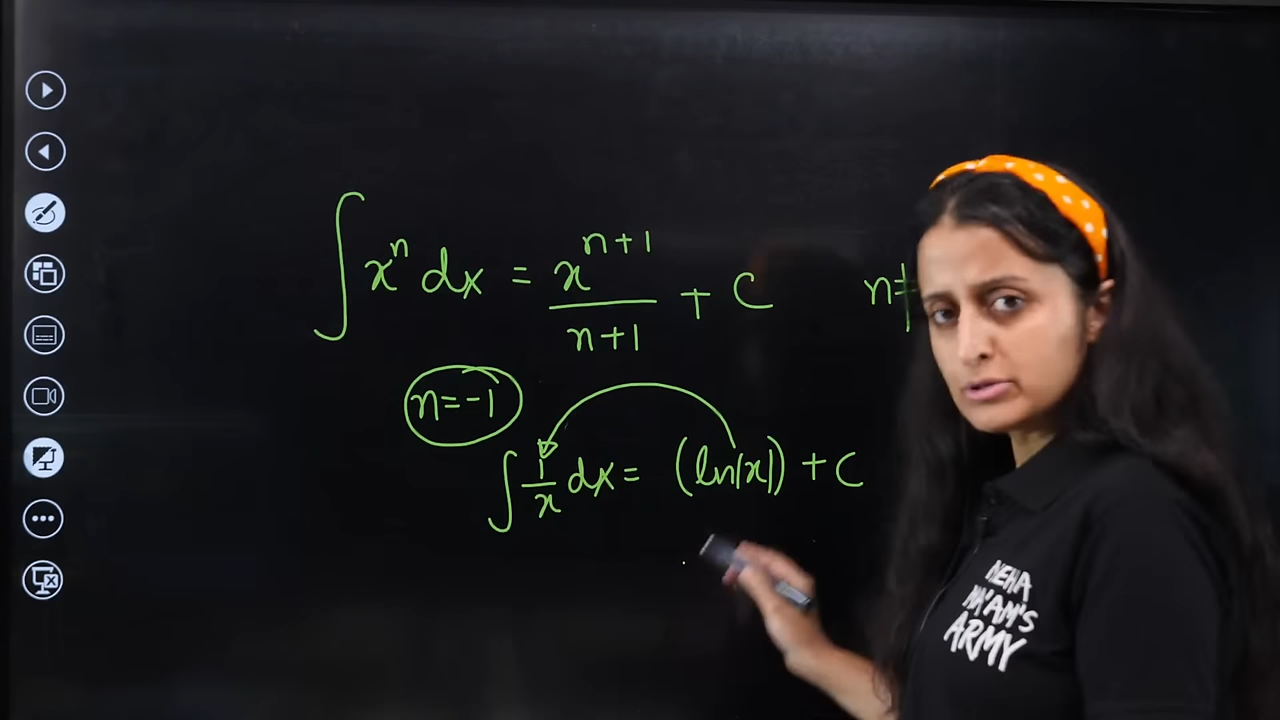 ∫ xⁿ dx = xⁿ⁺¹/n+1 + C n≠
n = -1
∫ 1/x dx = (ln|x|) + C
NEHA
MA'AM'S
ARMY